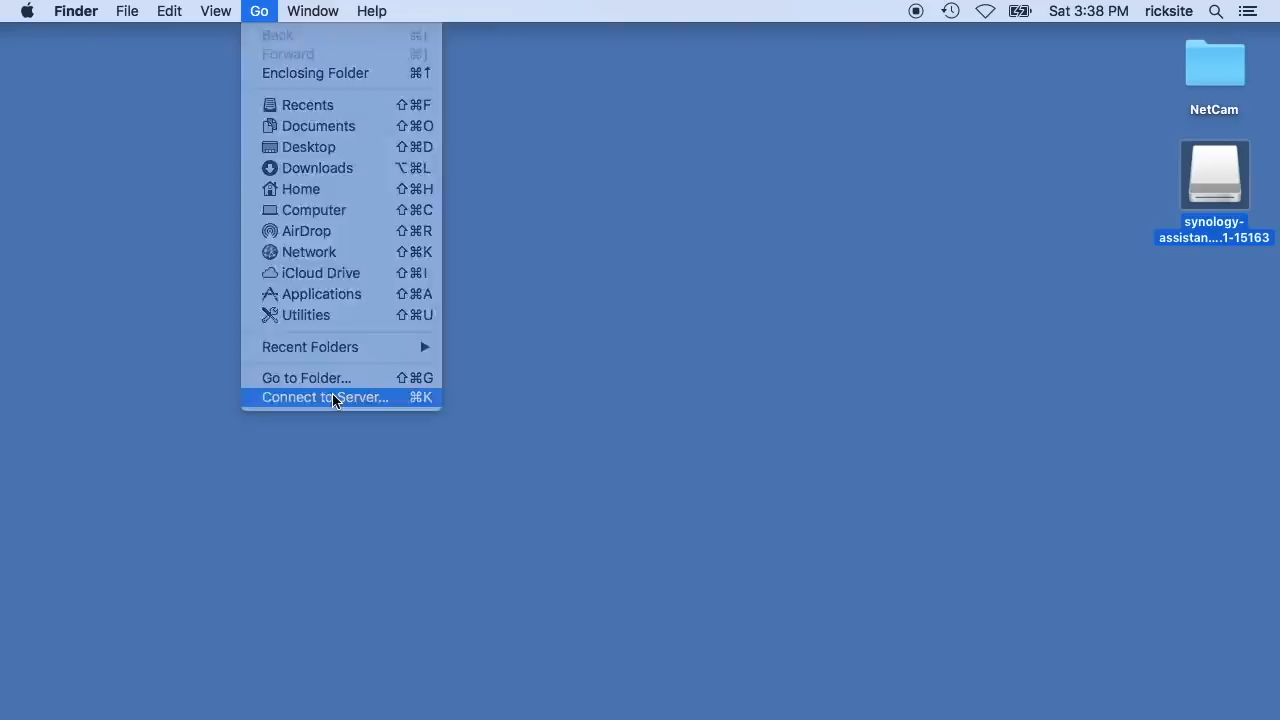 Finder File Edit View Go Window Help Sat 3:38 PM ricksite
Back ⌘[
Forward ⌘]
Enclosing Folder ⌘↑
Recents ⇧⌘F
Documents ⇧⌘O
Desktop ⇧⌘D
Downloads ⌥⌘L
Home ⇧⌘H
Computer ⇧⌘C
AirDrop ⇧⌘R
Network ⇧⌘K
iCloud Drive ⇧⌘I
Applications ⇧⌘A
Utilities ⇧⌘U
Recent Folders ▶
Go to Folder... ⇧⌘G
Connect to Server... ⌘K
NetCam
synology-
assistan....1-15163